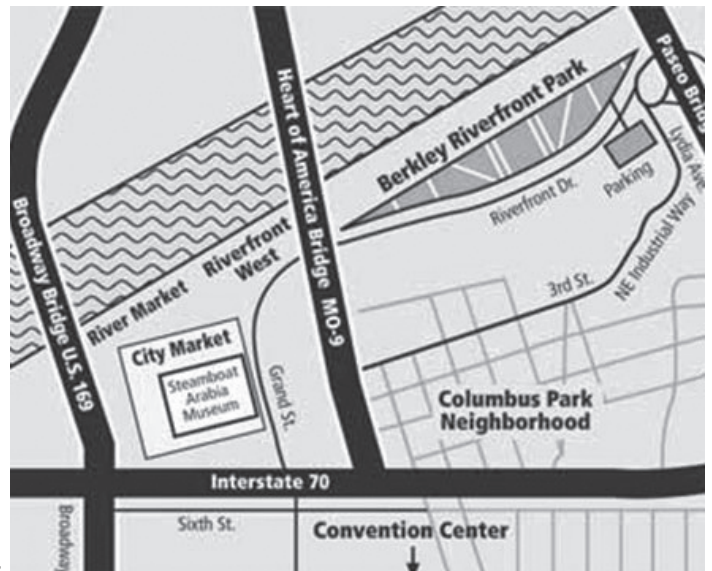 Paseo Bridg
Heart of America Bridge MO-9
Berkley Riverfront Park
Lydia Ave.
Parking
Riverfront Dr.
Broadway Bridge U.S. 169
Riverfront
West
NE Industrial Way
3rd St.
River Market
City Market
Steamboat
Arabia
Museum
Grand St.
Columbus Park
Neighborhood
Interstate 70
Broadway
Sixth St.
Convention Center